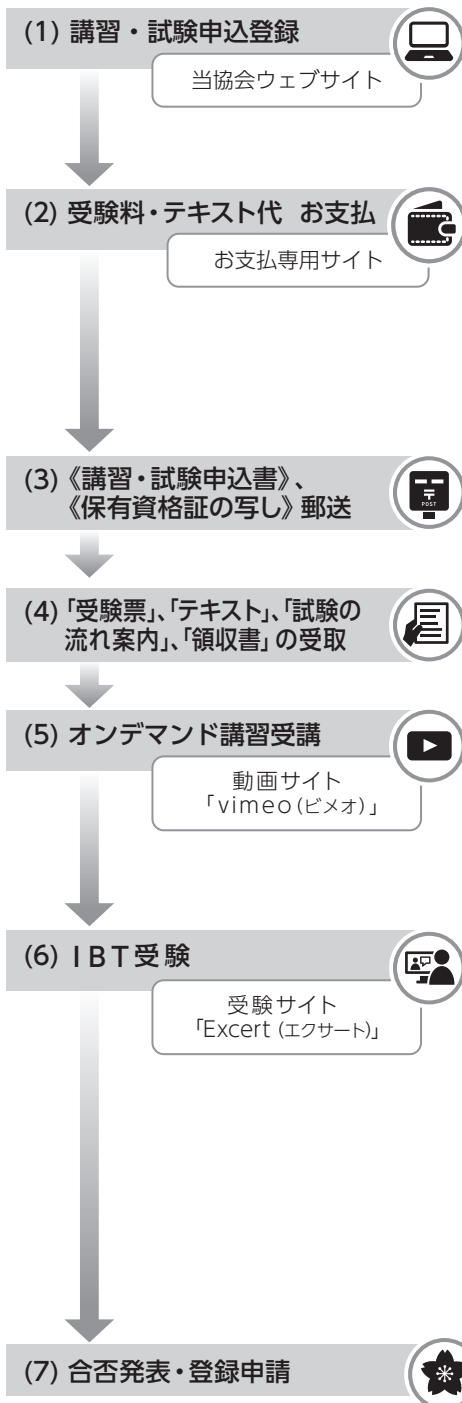 (1) 講習・試験申込登録
当協会ウェブサイト
(2) 受験料・テキスト代 お支払
お支払専用サイト
(3)《講習・試験申込書》、
《保有資格証の写し》郵送
〒
POST
(4)「受験票」、「テキスト」、「試験の
流れ案内」、「領収書」の受取
(5) オンデマンド講習受講
動画サイト
「vimeo(ビメオ)」
(6) IBT受験
受験サイト
「Excert (エクサート)」
(7) 合否発表・登録申請